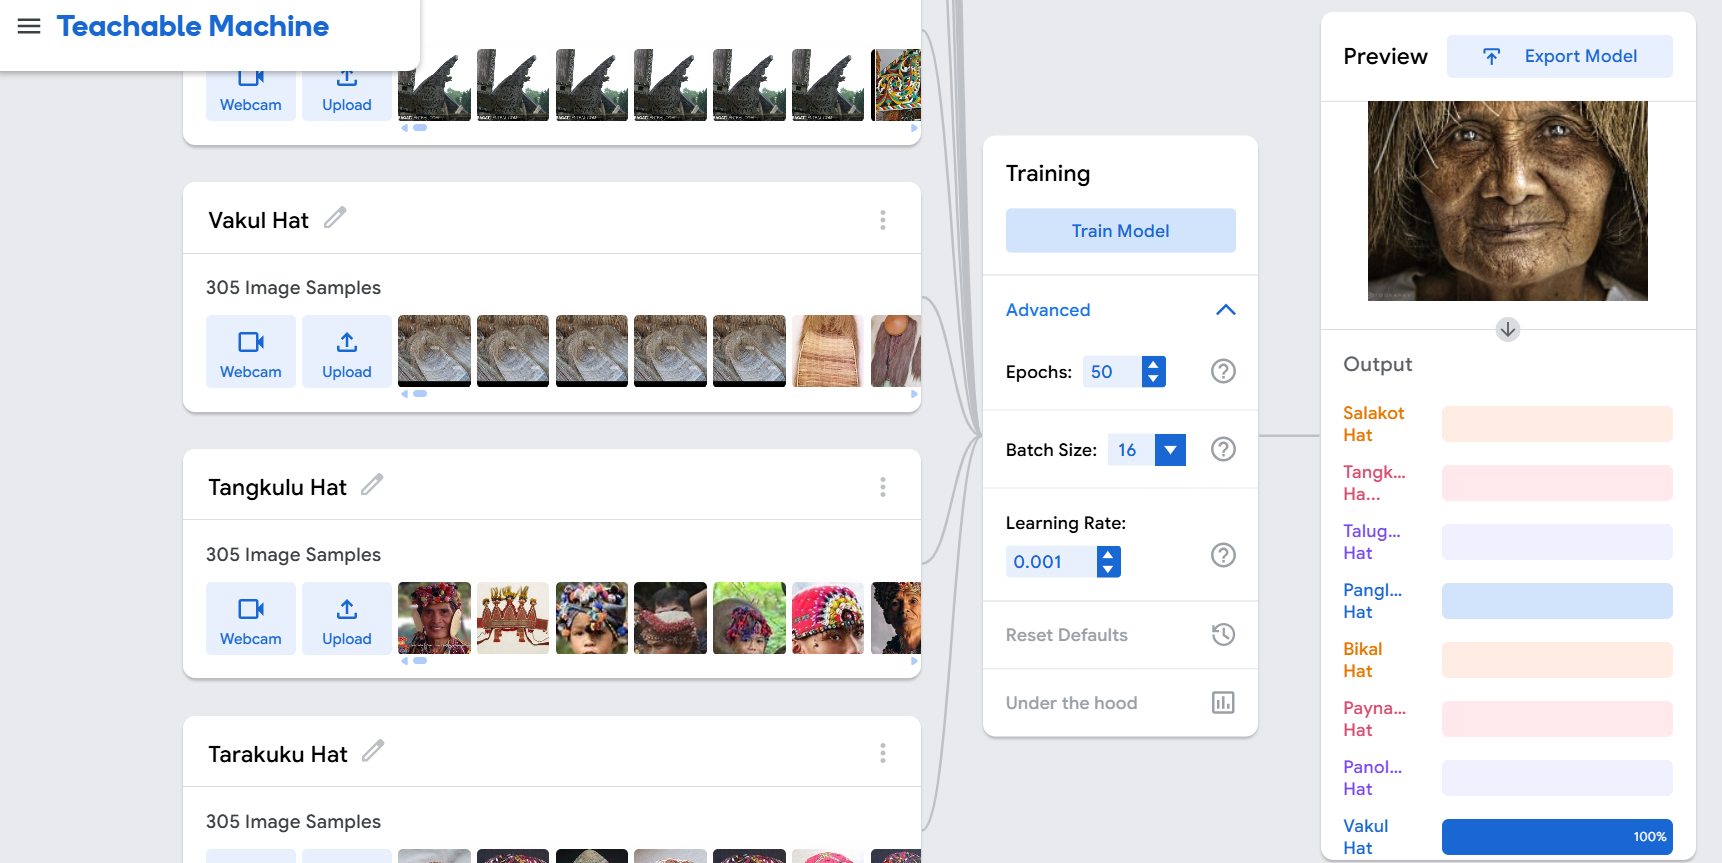 Teachable Machine
Webcam
Upload
Vakul Hat
305 Image Samples
Webcam
Upload
Tangkulu Hat
305 Image Samples
Webcam
Upload
Tarakuku Hat
305 Image Samples
Training
Train Model
Advanced
Epochs: 50
Batch Size: 16
Learning Rate:
0.001
Reset Defaults
Under the hood
Preview
Export Model
Output
Salakot
Hat
Tangk...
Ha...
Talug...
Hat
Pangl...
Hat
Bikal
Hat
Payna...
Hat
Panol...
Hat
Vakul
Hat
100%